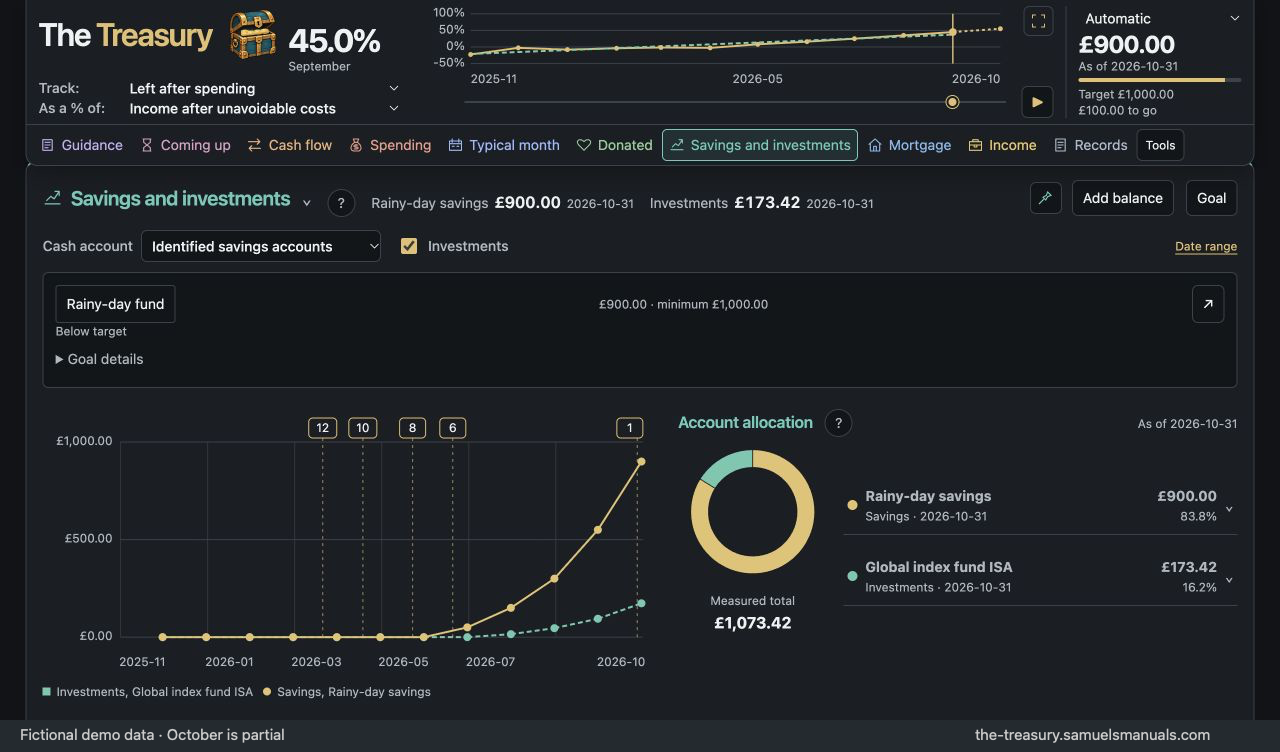 The Treasury
45.0%
September
Track: Left after spending
As a % of: Income after unavoidable costs
100%
50%
0%
-50%
2025-11 2026-05 2026-10
Automatic
£900.00
As of 2026-10-31
Target £1,000.00
£100.00 to go
Guidance Coming up Cash flow Spending Typical month Donated Savings and investments Mortgage Income Records Tools
Savings and investments ? Rainy-day savings £900.00 2026-10-31 Investments £173.42 2026-10-31 Add balance Goal
Cash account Identified savings accounts Investments Date range
Rainy-day fund £900.00 · minimum £1,000.00
Below target
Goal details
12 10 8 6 1
£1,000.00
£500.00
£0.00
2025-11 2026-01 2026-03 2026-05 2026-07 2026-10
Investments, Global index fund ISA Savings, Rainy-day savings
Account allocation ? As of 2026-10-31
Measured total
£1,073.42
Rainy-day savings £900.00
Savings · 2026-10-31 83.8%
Global index fund ISA £173.42
Investments · 2026-10-31 16.2%
Fictional demo data · October is partial the-treasury.samuelsmanuals.com